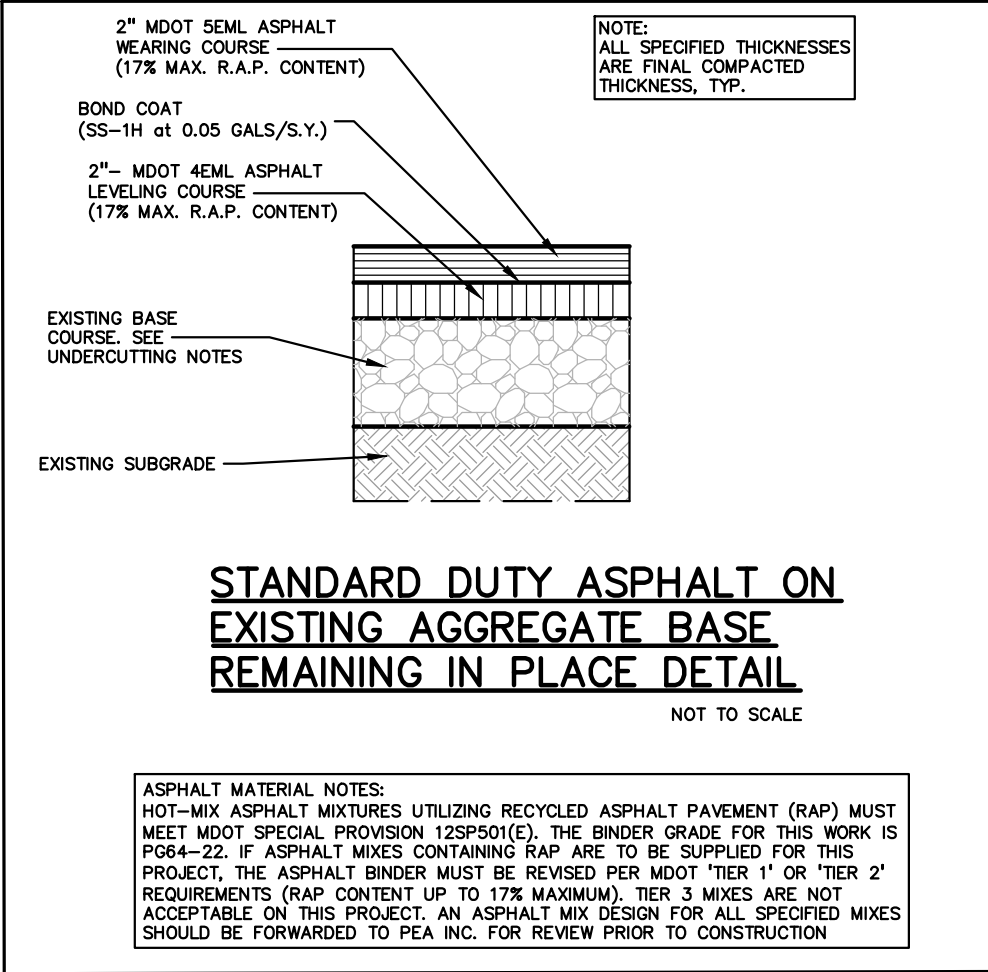 2" MDOT 5EML ASPHALT
WEARING COURSE
(17% MAX. R.A.P. CONTENT)
NOTE:
ALL SPECIFIED THICKNESSES
ARE FINAL COMPACTED
THICKNESS, TYP.
BOND COAT
(SS-1H at 0.05 GALS/S.Y.)
2"- MDOT 4EML ASPHALT
LEVELING COURSE
(17% MAX. R.A.P. CONTENT)
EXISTING BASE
COURSE. SEE
UNDERCUTTING NOTES
EXISTING SUBGRADE
STANDARD DUTY ASPHALT ON
EXISTING AGGREGATE BASE
REMAINING IN PLACE DETAIL
NOT TO SCALE
ASPHALT MATERIAL NOTES:
HOT-MIX ASPHALT MIXTURES UTILIZING RECYCLED ASPHALT PAVEMENT (RAP) MUST
MEET MDOT SPECIAL PROVISION 12SP501(E). THE BINDER GRADE FOR THIS WORK IS
PG64-22. IF ASPHALT MIXES CONTAINING RAP ARE TO BE SUPPLIED FOR THIS
PROJECT, THE ASPHALT BINDER MUST BE REVISED PER MDOT 'TIER 1' OR 'TIER 2'
REQUIREMENTS (RAP CONTENT UP TO 17% MAXIMUM). TIER 3 MIXES ARE NOT
ACCEPTABLE ON THIS PROJECT. AN ASPHALT MIX DESIGN FOR ALL SPECIFIED MIXES
SHOULD BE FORWARDED TO PEA INC. FOR REVIEW PRIOR TO CONSTRUCTION